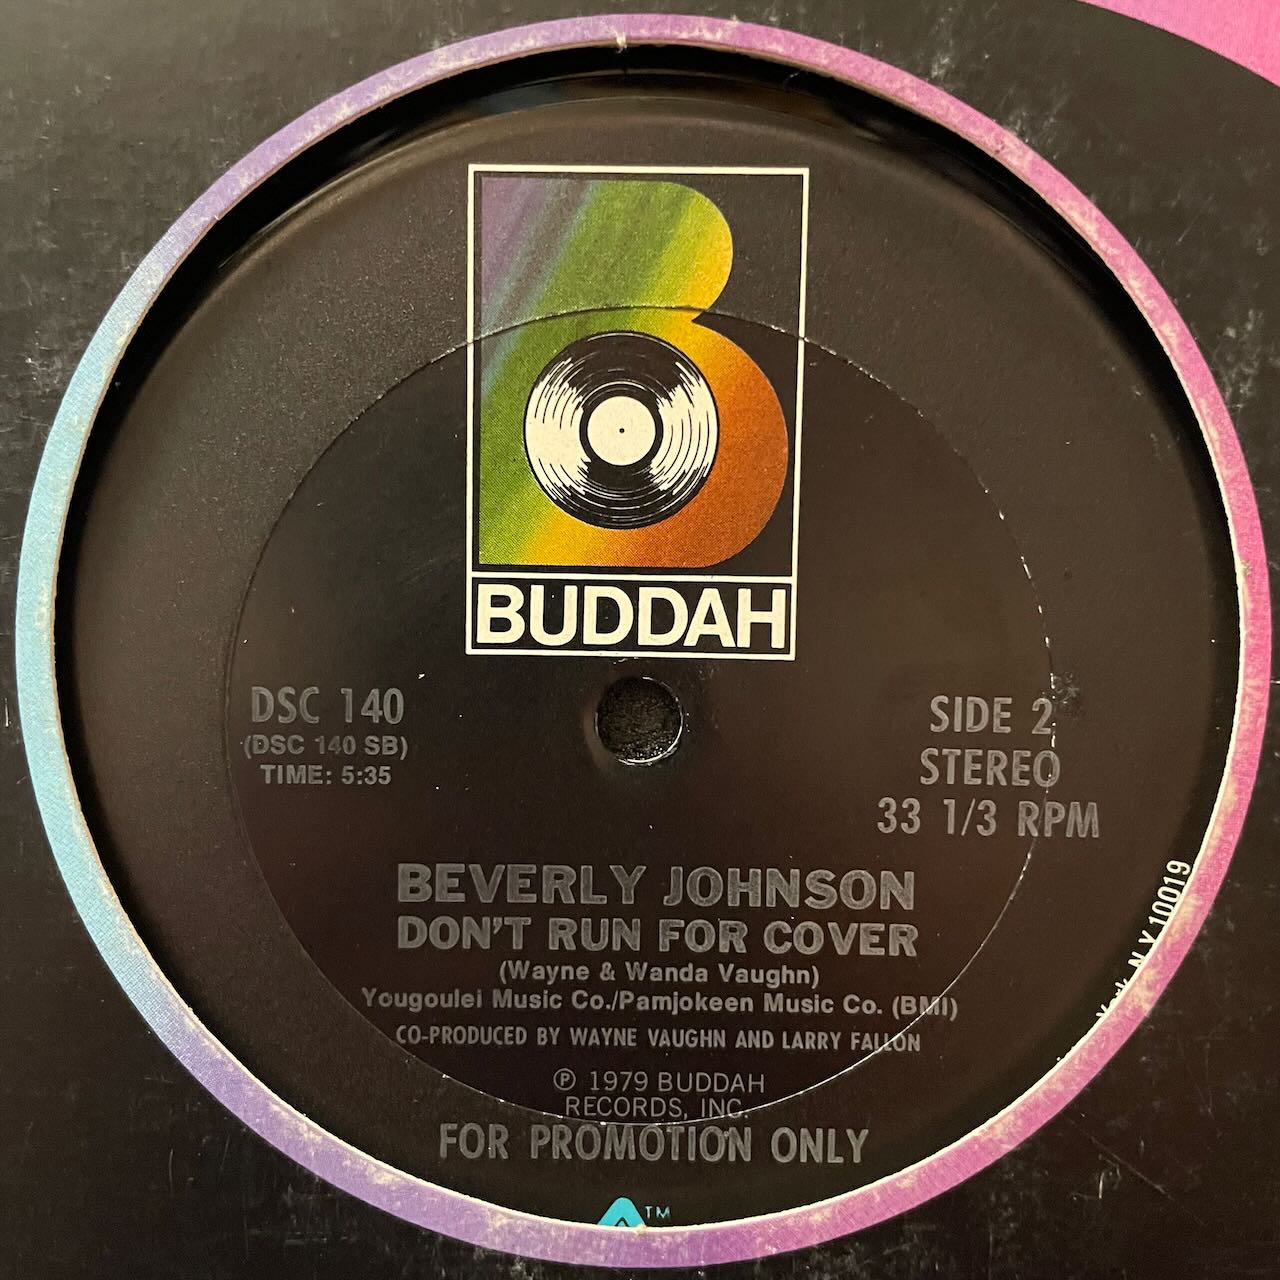 BUDDAH
DSC 140
(DSC 140 SB)
TIME: 5:35
SIDE 2
STEREO
33 1/3 RPM
BEVERLY JOHNSON
DON'T RUN FOR COVER
(Wayne & Wanda Vaughn)
Yougoulei Music Co./Pamjokeen Music Co. (BMI)
CO-PRODUCED BY WAYNE VAUGHN AND LARRY FALLON
℗ 1979 BUDDAH
RECORDS, INC.
FOR PROMOTION ONLY
N.Y. 10019
TM